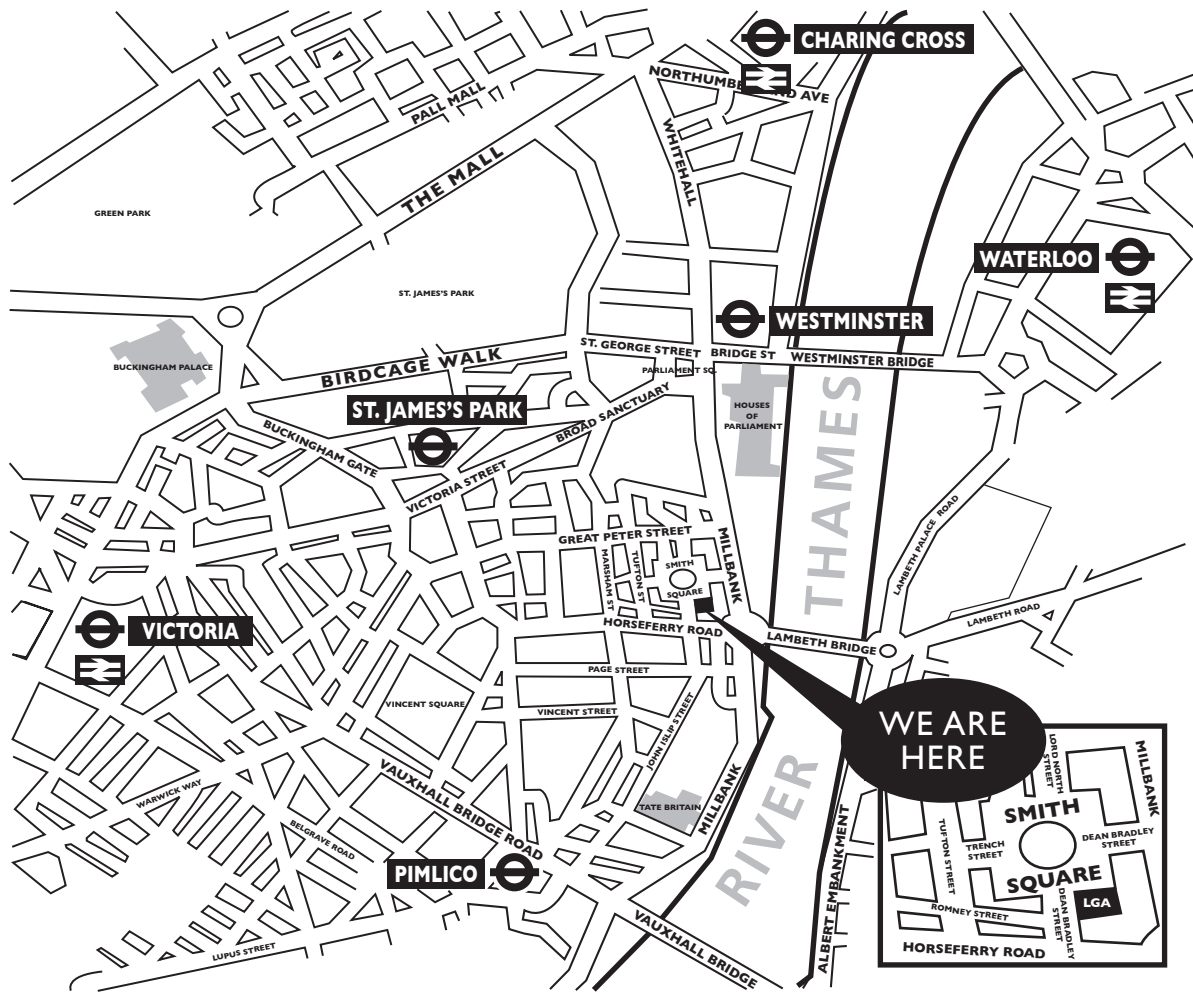 CHARING CROSS
NORTHUMBE
ND AVE
PALL MALL
WHITEHALL
THE MALL
GREEN PARK
WATERLOO
ST. JAMES'S PARK
WESTMINSTER
ST. GEORGE STREET
BRIDGE ST
WESTMINSTER BRIDGE
BIRDCAGE WALK
PARLIAMENT SQ.
BUCKINGHAM PALACE
HOUSES
OF
PARLIAMENT
ST. JAMES'S PARK
BROAD SANCTUARY
BUCKINGHAM GATE
VICTORIA STREET
THAMES
LAMBETH PALACE ROAD
GREAT PETER STREET
MILLBANK
MARSHAM ST
TUFTON ST
SMITH
SQUARE
LAMBETH ROAD
HORSEFERRY ROAD
VICTORIA
LAMBETH BRIDGE
PAGE STREET
VINCENT SQUARE
VINCENT STREET
JOHN ISLIP STREET
WE ARE
HERE
VAUXHALL BRIDGE ROAD
WARWICK WAY
MILLBANK
RIVER
TATE BRITAIN
BELGRAVE ROAD
PIMLICO
ALBERT EMBANKMENT
VAUXHALL BRIDGE
LUPUS STREET
LORD NORTH
STREET
MILLBANK
SMITH
SQUARE
TUFTON STREET
TRENCH
STREET
DEAN BRADLEY
STREET
LGA
ROMNEY STREET
DEAN BRADLEY
STREET
HORSEFERRY ROAD